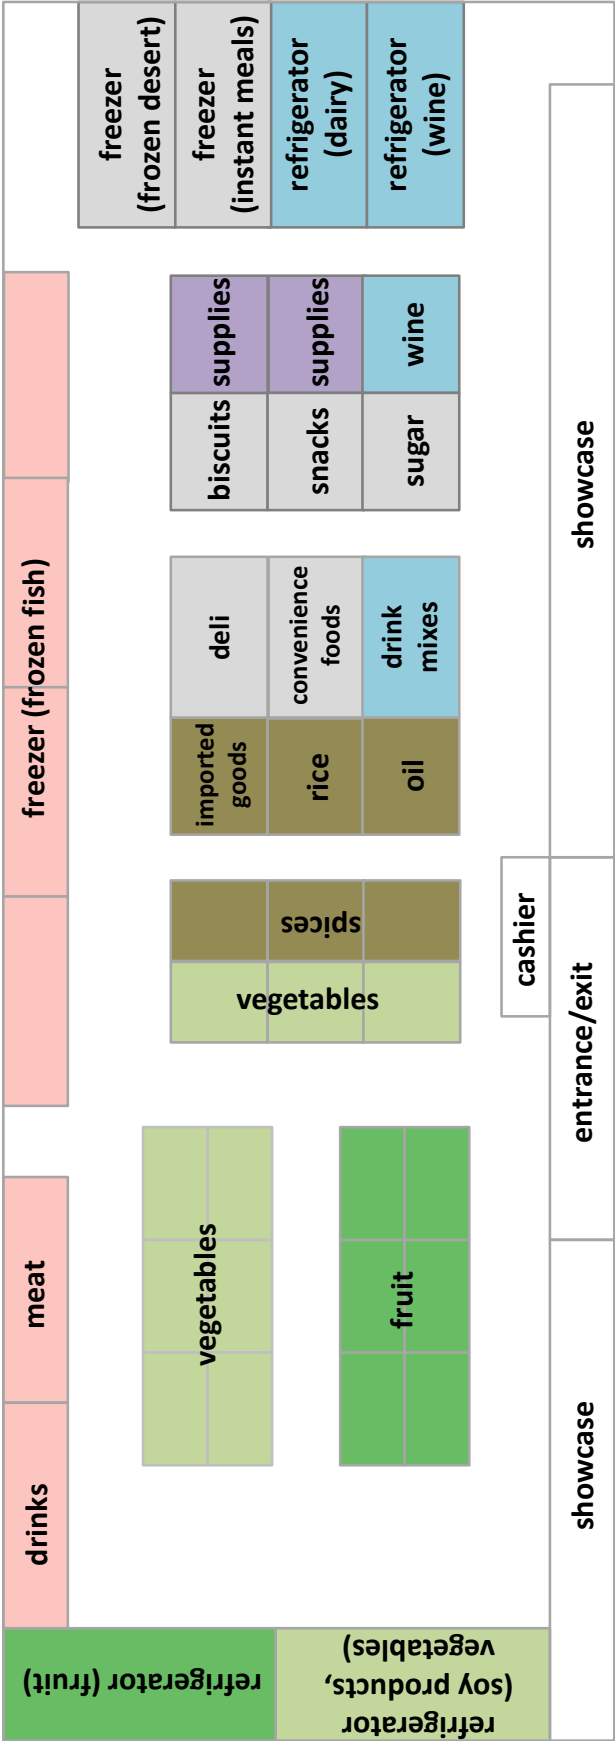 freezer
(frozen desert)
freezer
(instant meals)
refrigerator
(dairy)
refrigerator
(wine)
supplies
supplies
wine
biscuits
snacks
sugar
showcase
freezer (frozen fish)
deli
convenience
foods
drink
mixes
imported
goods
rice
oil
spices
vegetables
cashier
entrance/exit
meat
vegetables
fruit
drinks
showcase
refrigerator (fruit)
refrigerator
(soy products,
vegetables)